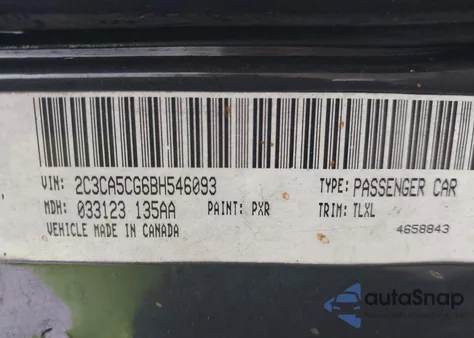 VIN: 2C3CA5CG6BH546093 TYPE: PASSENGER CAR
MDH: 033123 135AA PAINT: PXR TRIM: TLXL
VEHICLE MADE IN CANADA 4658843
autoSnap